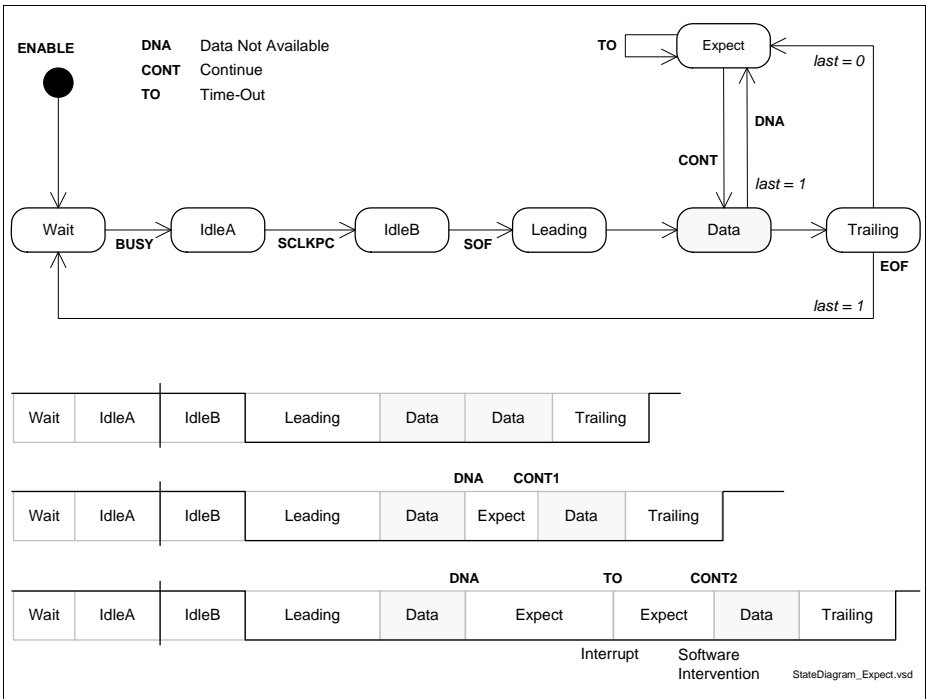 ENABLE
DNA Data Not Available
CONT Continue
TO Time-Out
TO
Expect
last = 0
DNA
CONT
last = 1
Wait
BUSY
IdleA
SCLKPC
IdleB
SOF
Leading
Data
Trailing
EOF
last = 1
Wait IdleA IdleB Leading Data Data Trailing
DNA CONT1
Wait IdleA IdleB Leading Data Expect Data Trailing
DNA TO CONT2
Wait IdleA IdleB Leading Data Expect Expect Data Trailing
Interrupt
Software
Intervention
StateDiagram_Expect.vsd